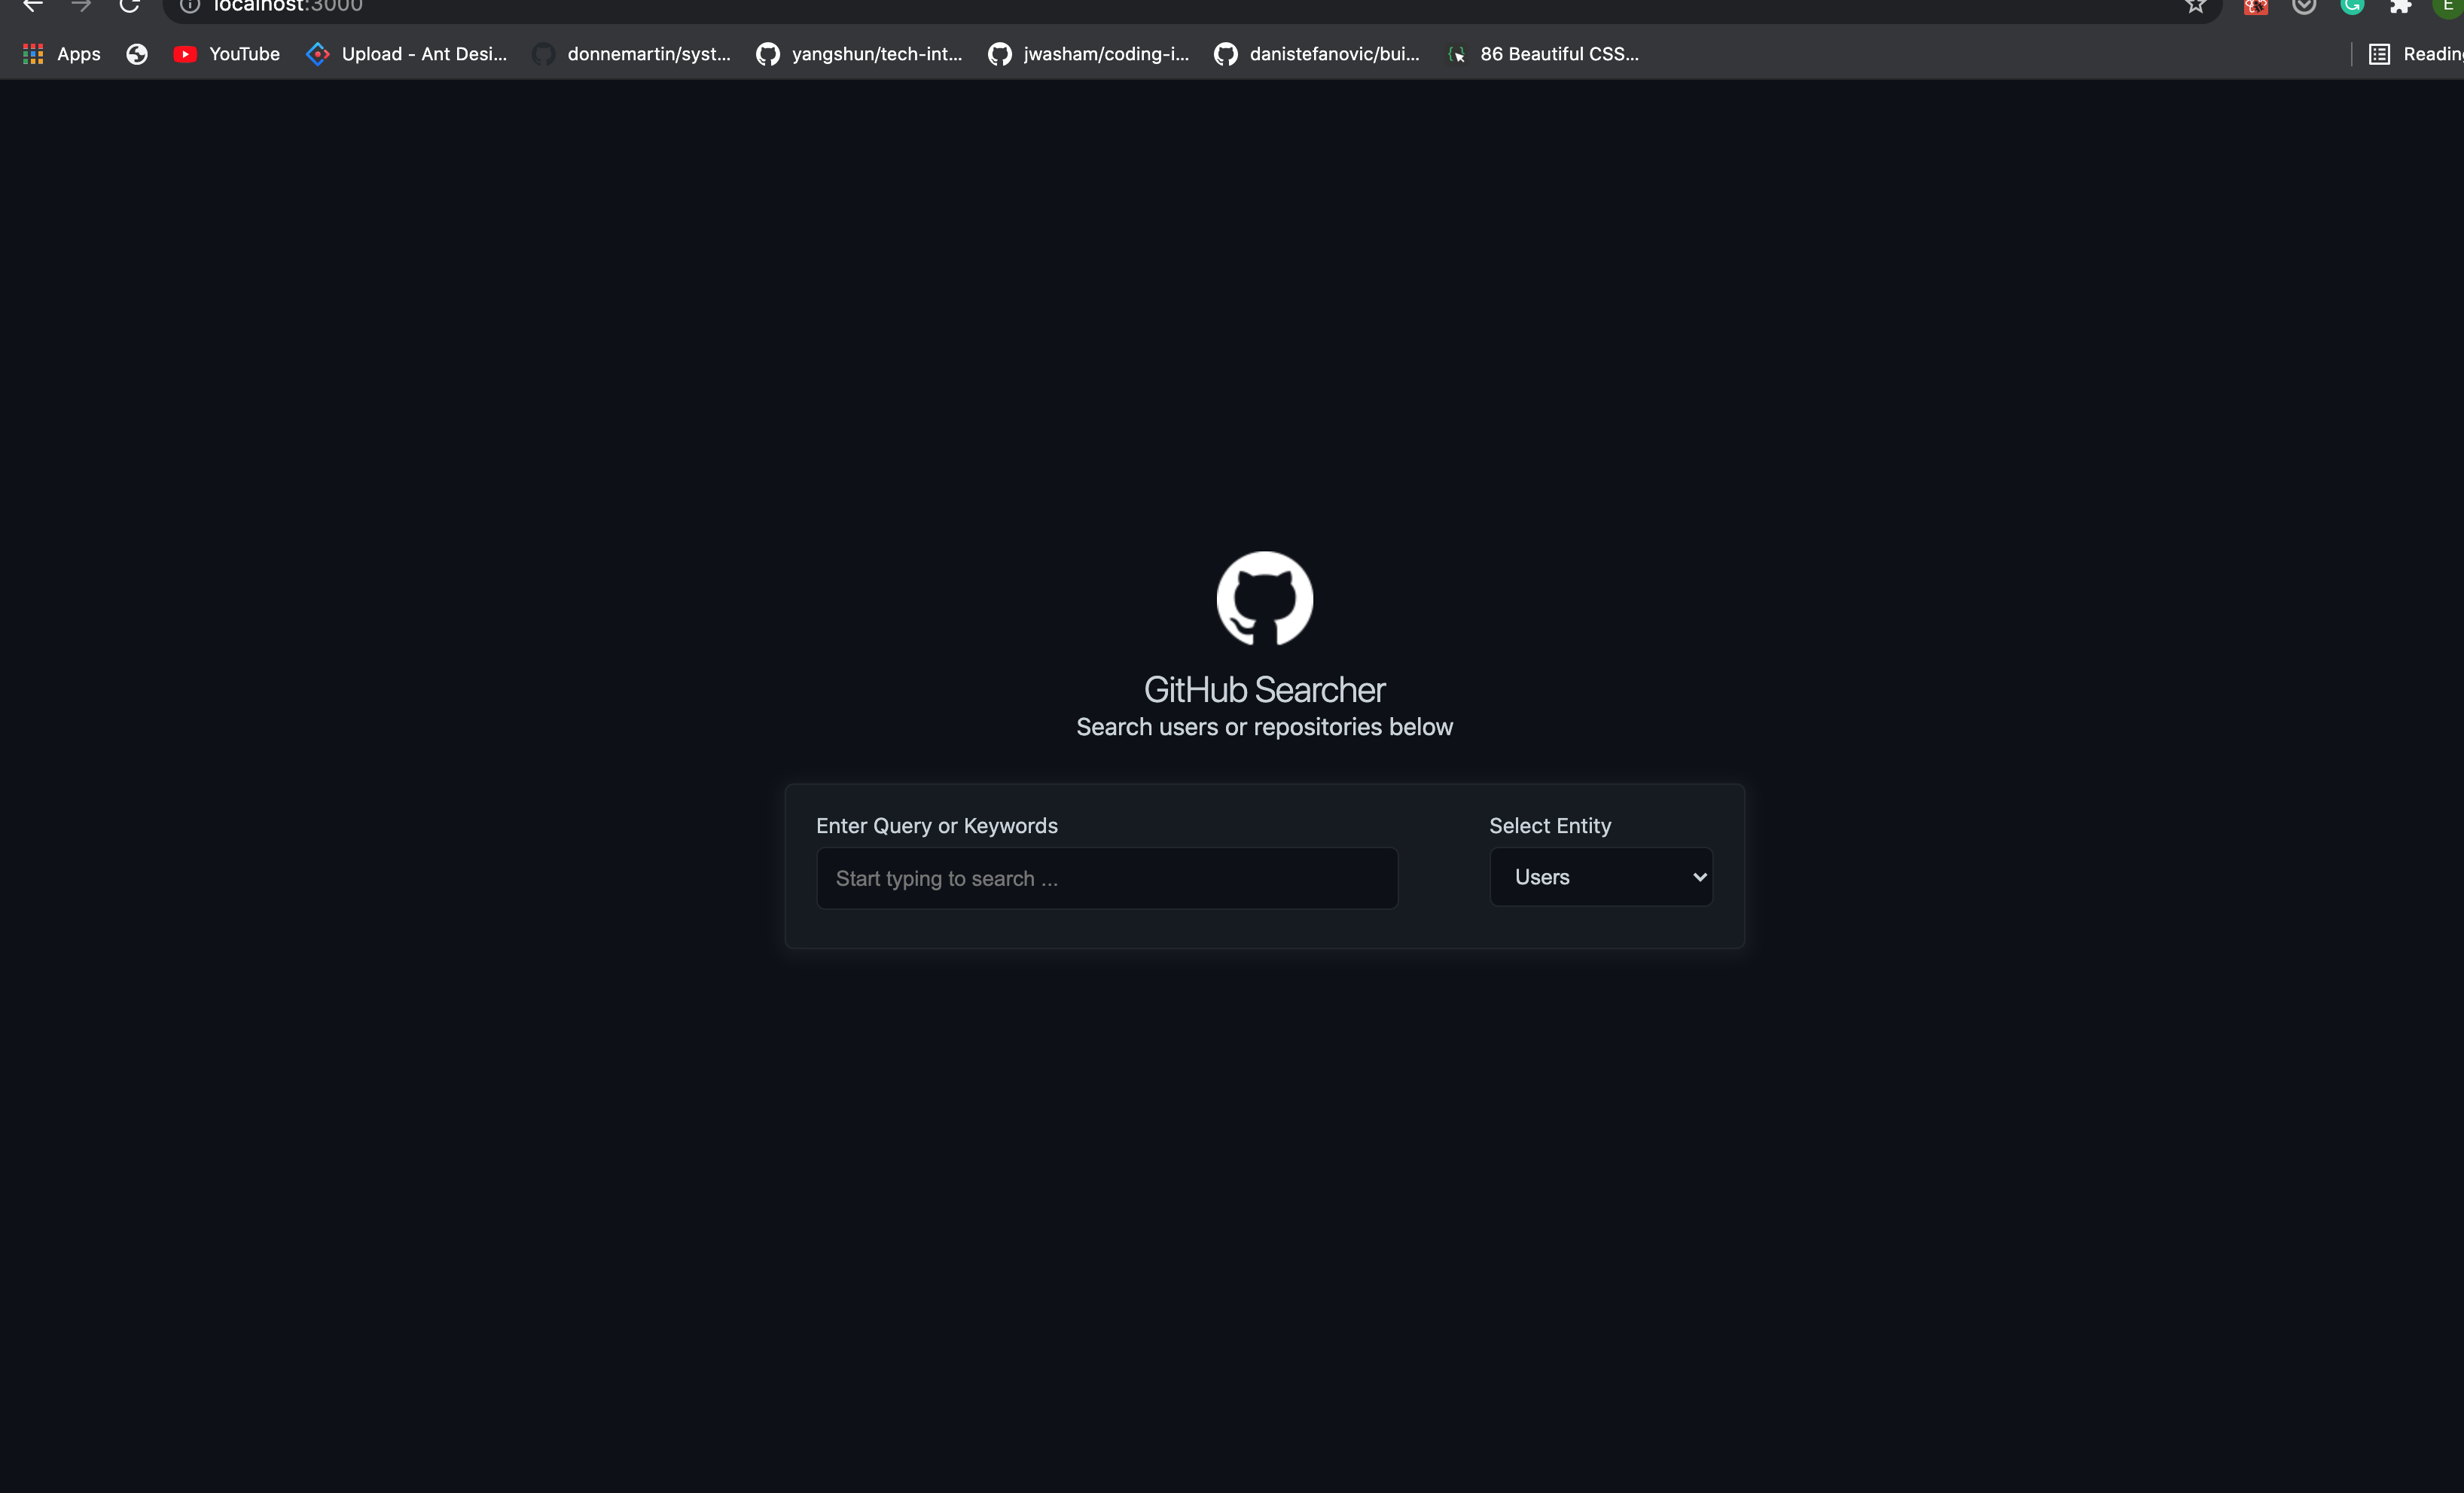 localhost:3000
E
Apps
YouTube
Upload - Ant Desi...
donnemartin/syst...
yangshun/tech-int...
jwasham/coding-i...
danistefanovic/bui...
86 Beautiful CSS...
Reading
GitHub Searcher
Search users or repositories below
Enter Query or Keywords
Select Entity
Start typing to search ...
Users